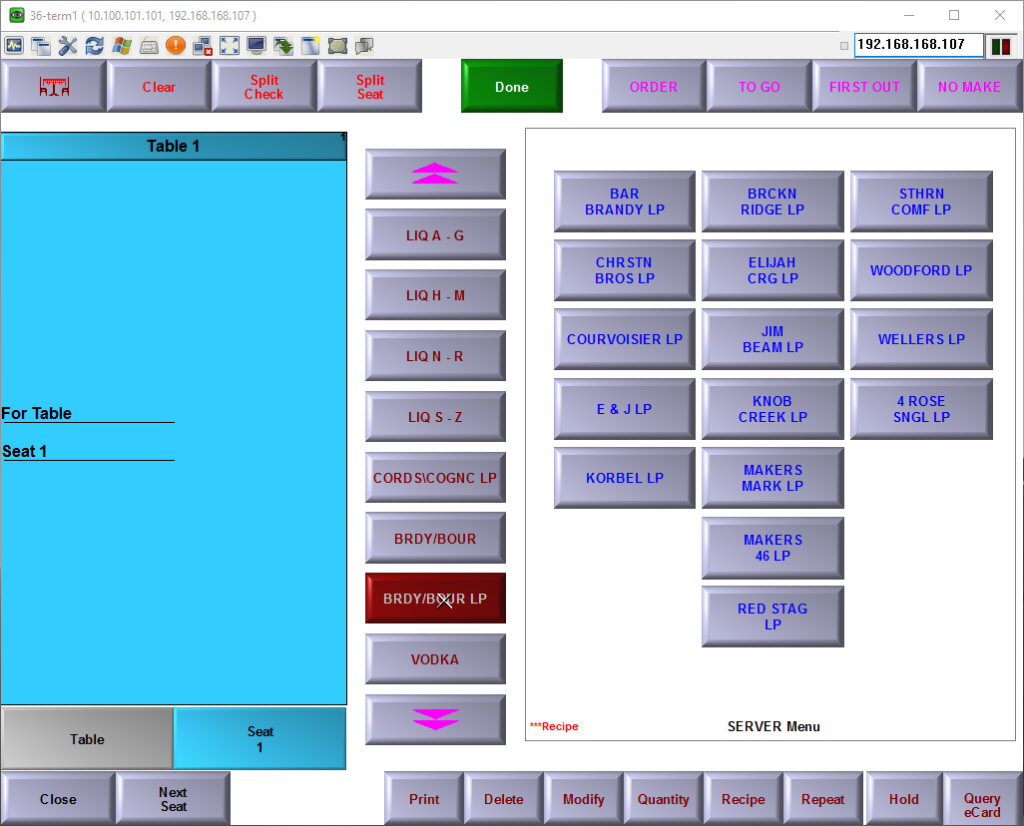 36-term1 ( 10.100.101.101, 192.168.168.107 )
192.168.168.107
Clear
Split
Check
Split
Seat
Done
ORDER
TO GO
FIRST OUT
NO MAKE
Table 1
1
For Table
Seat 1
LIQ A - G
LIQ H - M
LIQ N - R
LIQ S - Z
CORDS\COGNC LP
BRDY/BOUR
BRDY/BOUR LP
VODKA
BAR
BRANDY LP
BRCKN
RIDGE LP
STHRN
COMF LP
CHRSTN
BROS LP
ELIJAH
CRG LP
WOODFORD LP
COURVOISIER LP
JIM
BEAM LP
WELLERS LP
E & J LP
KNOB
CREEK LP
4 ROSE
SNGL LP
KORBEL LP
MAKERS
MARK LP
MAKERS
46 LP
RED STAG
LP
***Recipe
SERVER Menu
Table
Seat
1
Close
Next
Seat
Print
Delete
Modify
Quantity
Recipe
Repeat
Hold
Query
eCard